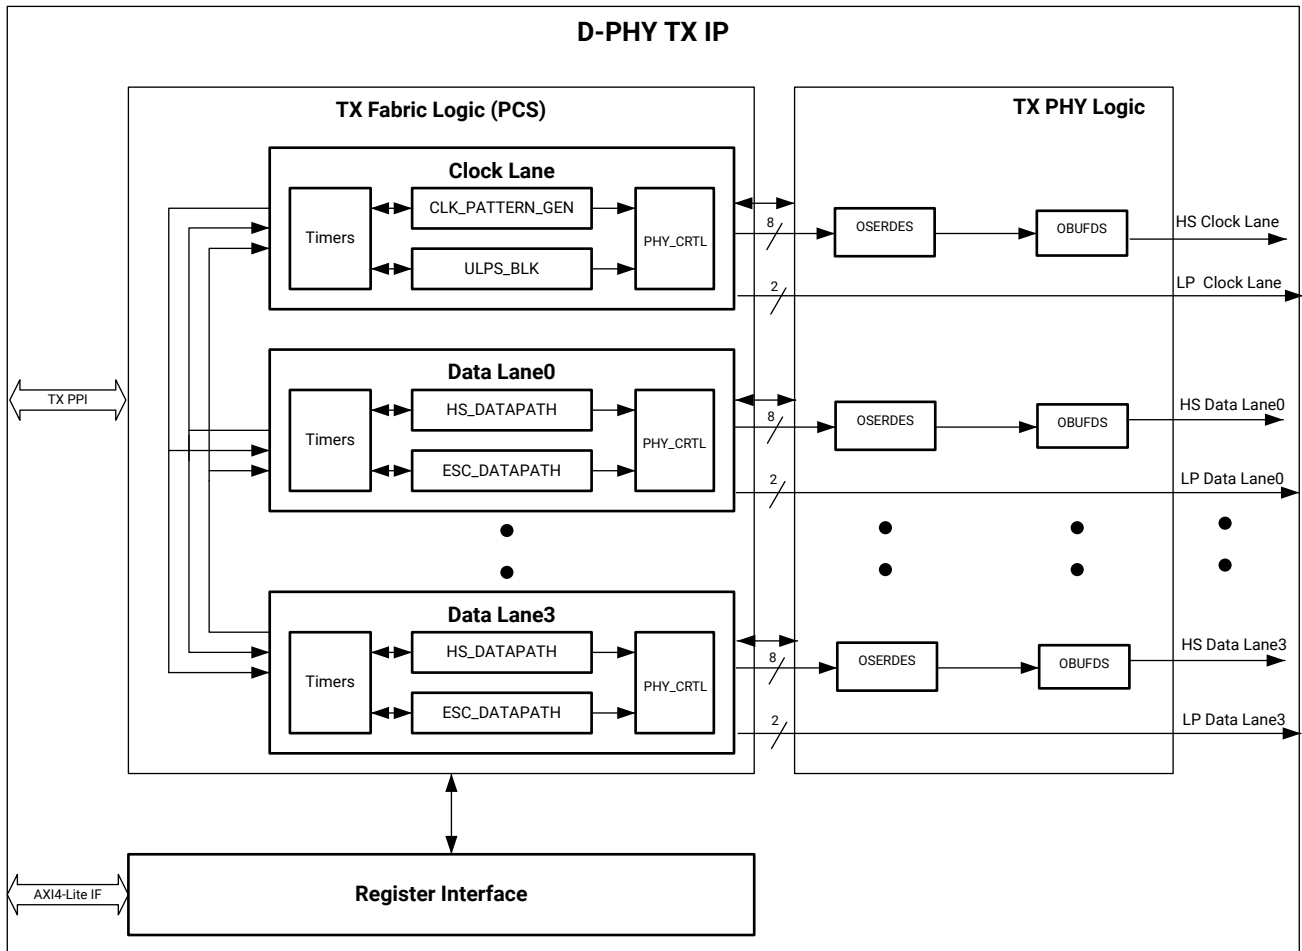 D-PHY TX IP
TX Fabric Logic (PCS)
TX PHY Logic
Clock Lane
Timers
CLK_PATTERN_GEN
ULPS_BLK
PHY_CRTL
8
2
OSERDES
OBUFDS
HS Clock Lane
LP  Clock Lane
TX PPI
Data Lane0
Timers
HS_DATAPATH
ESC_DATAPATH
PHY_CRTL
8
2
OSERDES
OBUFDS
HS Data Lane0
LP Data Lane0
Data Lane3
Timers
HS_DATAPATH
ESC_DATAPATH
PHY_CRTL
8
2
OSERDES
OBUFDS
HS Data Lane3
LP Data Lane3
AXI4-Lite IF
Register Interface